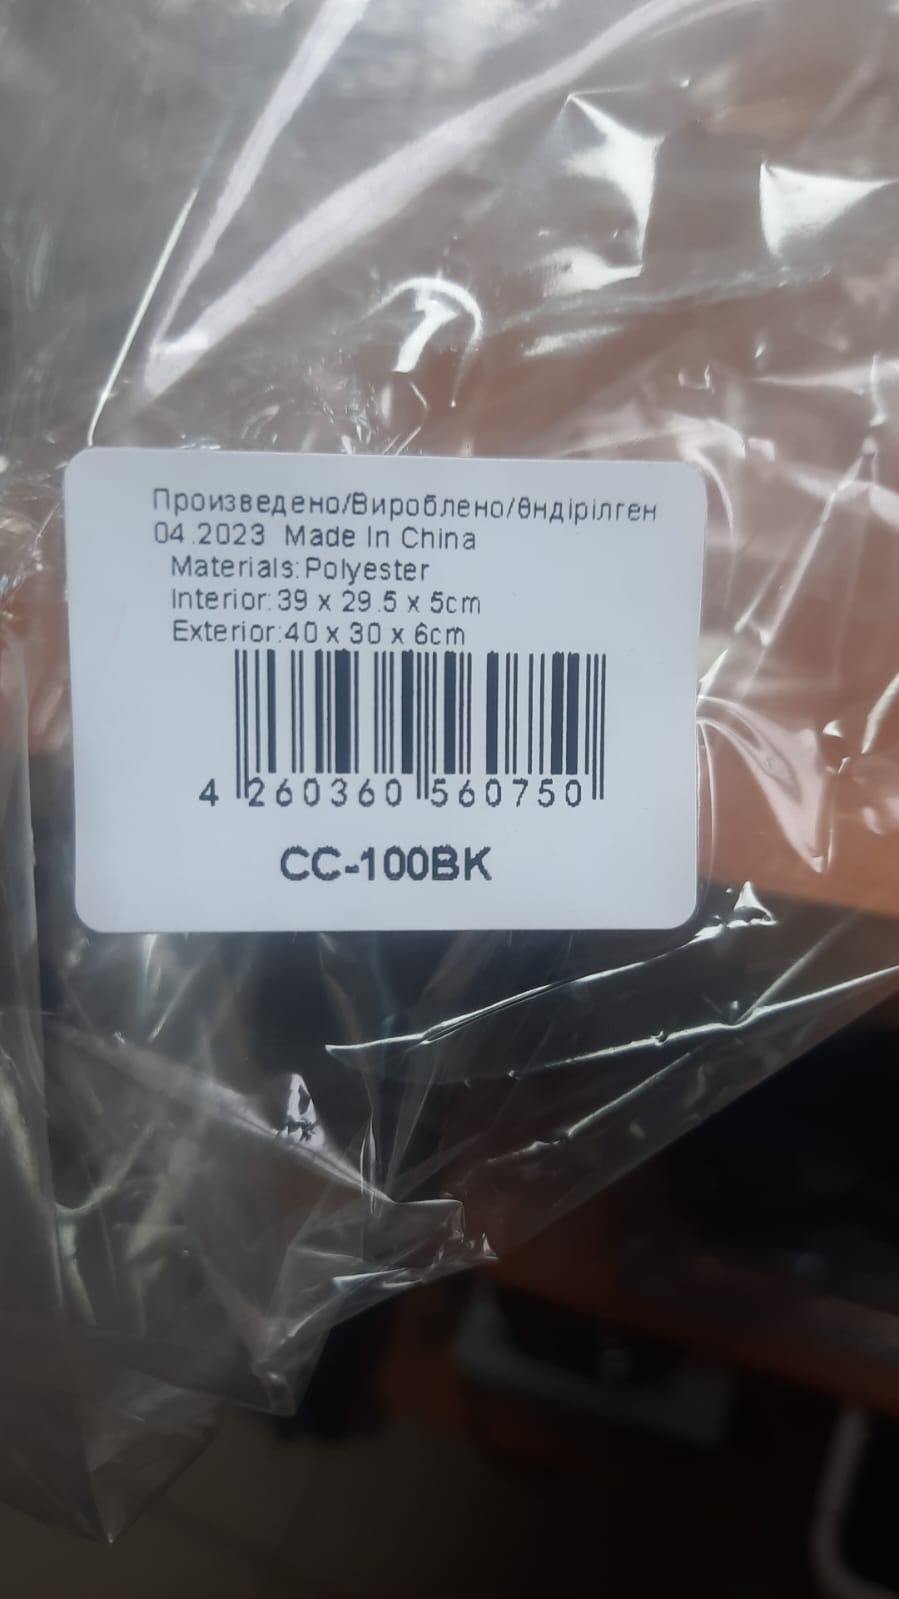 Произведено/Вироблено/Өндірілген
04.2023 Made In China
Materials:Polyester
Interior:39 x 29.5 x 5cm
Exterior:40 x 30 x 6cm
4 260360 560750
CC-100BK